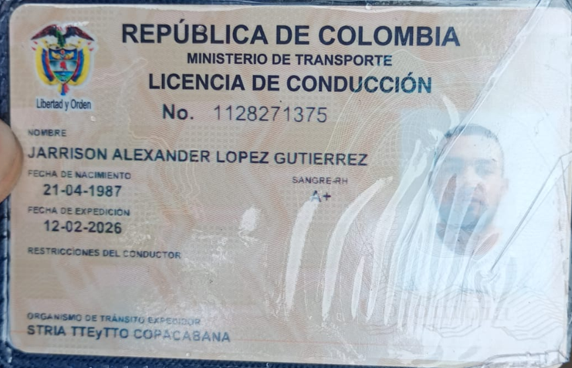 REPÚBLICA DE COLOMBIA
MINISTERIO DE TRANSPORTE
LICENCIA DE CONDUCCIÓN
Libertad y Orden
No. 1128271375
NOMBRE
JARRISON ALEXANDER LOPEZ GUTIERREZ
FECHA DE NACIMIENTO
21-04-1987
SANGRE-RH
A+
FECHA DE EXPEDICIÓN
12-02-2026
RESTRICCIONES DEL CONDUCTOR
ORGANISMO DE TRÁNSITO EXPEDIDOR
STRIA TTEyTTO COPACABANA